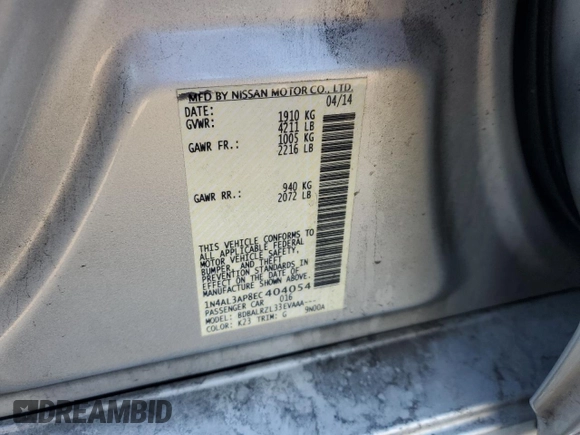 MFD BY NISSAN MOTOR CO., LTD.
DATE: 04/14
GVWR: 1910 KG
4211 LB
GAWR FR.: 1005 KG
2216 LB
GAWR RR.: 940 KG
2072 LB
THIS VEHICLE CONFORMS TO
ALL APPLICABLE FEDERAL
MOTOR VEHICLE SAFETY,
BUMPER, AND THEFT
PREVENTION STANDARDS IN
EFFECT ON THE DATE OF
MANUFACTURE SHOWN ABOVE.
1N4AL3AP8EC404054
PASSENGER CAR 016
MODEL: BDBALRZL33EVAAA---
COLOR: K23 TRIM: G 9N00A
DREAMBID